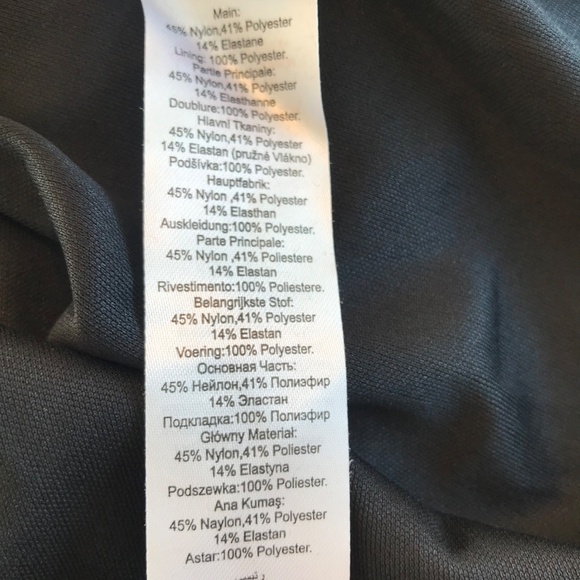 Main:
45% Nylon,41% Polyester
14% Elastane
Lining: 100% Polyester.
Partie Principale:
45% Nylon,41% Polyester
14% Elasthanne
Doublure:100% Polyester.
Hlavní Tkaniny:
45% Nylon,41% Polyester
14% Elastan (pružné Vlákno)
Podšívka:100% Polyester.
Hauptfabrik:
45% Nylon ,41% Polyester
14% Elasthan
Auskleidung:100% Polyester.
Parte Principale:
45% Nylon ,41% Poliestere
14% Elastan
Rivestimento:100% Poliestere.
Belangrijkste Stof:
45% Nylon,41% Polyester
14% Elastan
Voering:100% Polyester.
Основная Часть:
45% Нейлон,41% Полиэфир
14% Эластан
Подкладка:100% Полиэфир
Główny Materiał:
45% Nylon,41% Poliester
14% Elastyna
Podszewka:100% Poliester.
Ana Kumaş:
45% Naylon,41% Polyester
14% Elastan
Astar:100% Polyester.